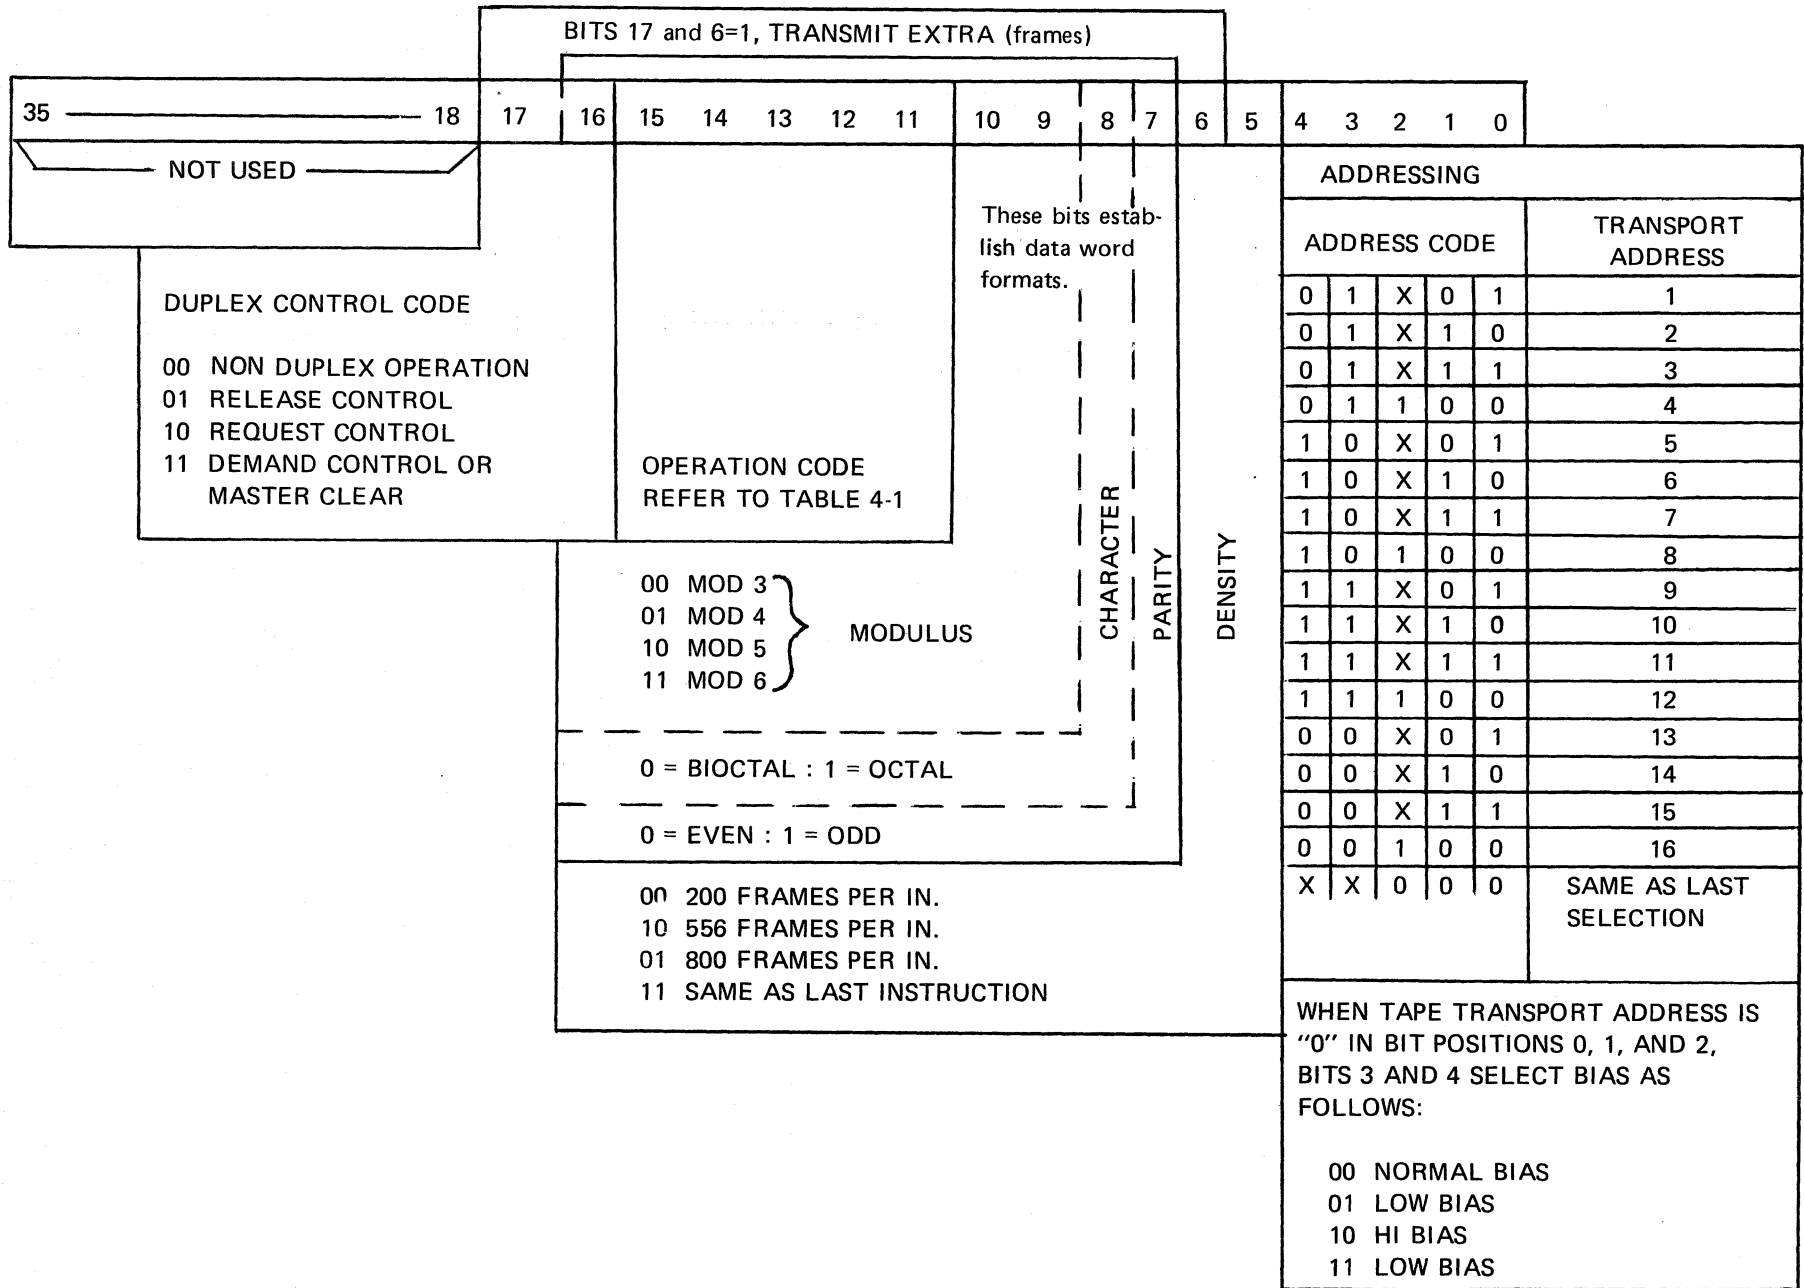 BITS 17 and 6=1, TRANSMIT EXTRA (frames)
35 18 17 16 15 14 13 12 11 10 9 8 7 6 5 4 3 2 1 0
NOT USED
ADDRESSING
These bits estab-
lish data word
formats.
ADDRESS CODE
TRANSPORT
ADDRESS
0 1 X 0 1 1
0 1 X 1 0 2
0 1 X 1 1 3
0 1 1 0 0 4
1 0 X 0 1 5
1 0 X 1 0 6
1 0 X 1 1 7
1 0 1 0 0 8
1 1 X 0 1 9
1 1 X 1 0 10
1 1 X 1 1 11
1 1 1 0 0 12
0 0 X 0 1 13
0 0 X 1 0 14
0 0 X 1 1 15
0 0 1 0 0 16
X X 0 0 0 SAME AS LAST
SELECTION
DUPLEX CONTROL CODE
00 NON DUPLEX OPERATION
01 RELEASE CONTROL
10 REQUEST CONTROL
11 DEMAND CONTROL OR
MASTER CLEAR
OPERATION CODE
REFER TO TABLE 4-1
CHARACTER
PARITY
DENSITY
00 MOD 3
01 MOD 4
10 MOD 5
11 MOD 6
MODULUS
0 = BIOCTAL : 1 = OCTAL
0 = EVEN : 1 = ODD
00 200 FRAMES PER IN.
10 556 FRAMES PER IN.
01 800 FRAMES PER IN.
11 SAME AS LAST INSTRUCTION
WHEN TAPE TRANSPORT ADDRESS IS
"0" IN BIT POSITIONS 0, 1, AND 2,
BITS 3 AND 4 SELECT BIAS AS
FOLLOWS:
00 NORMAL BIAS
01 LOW BIAS
10 HI BIAS
11 LOW BIAS